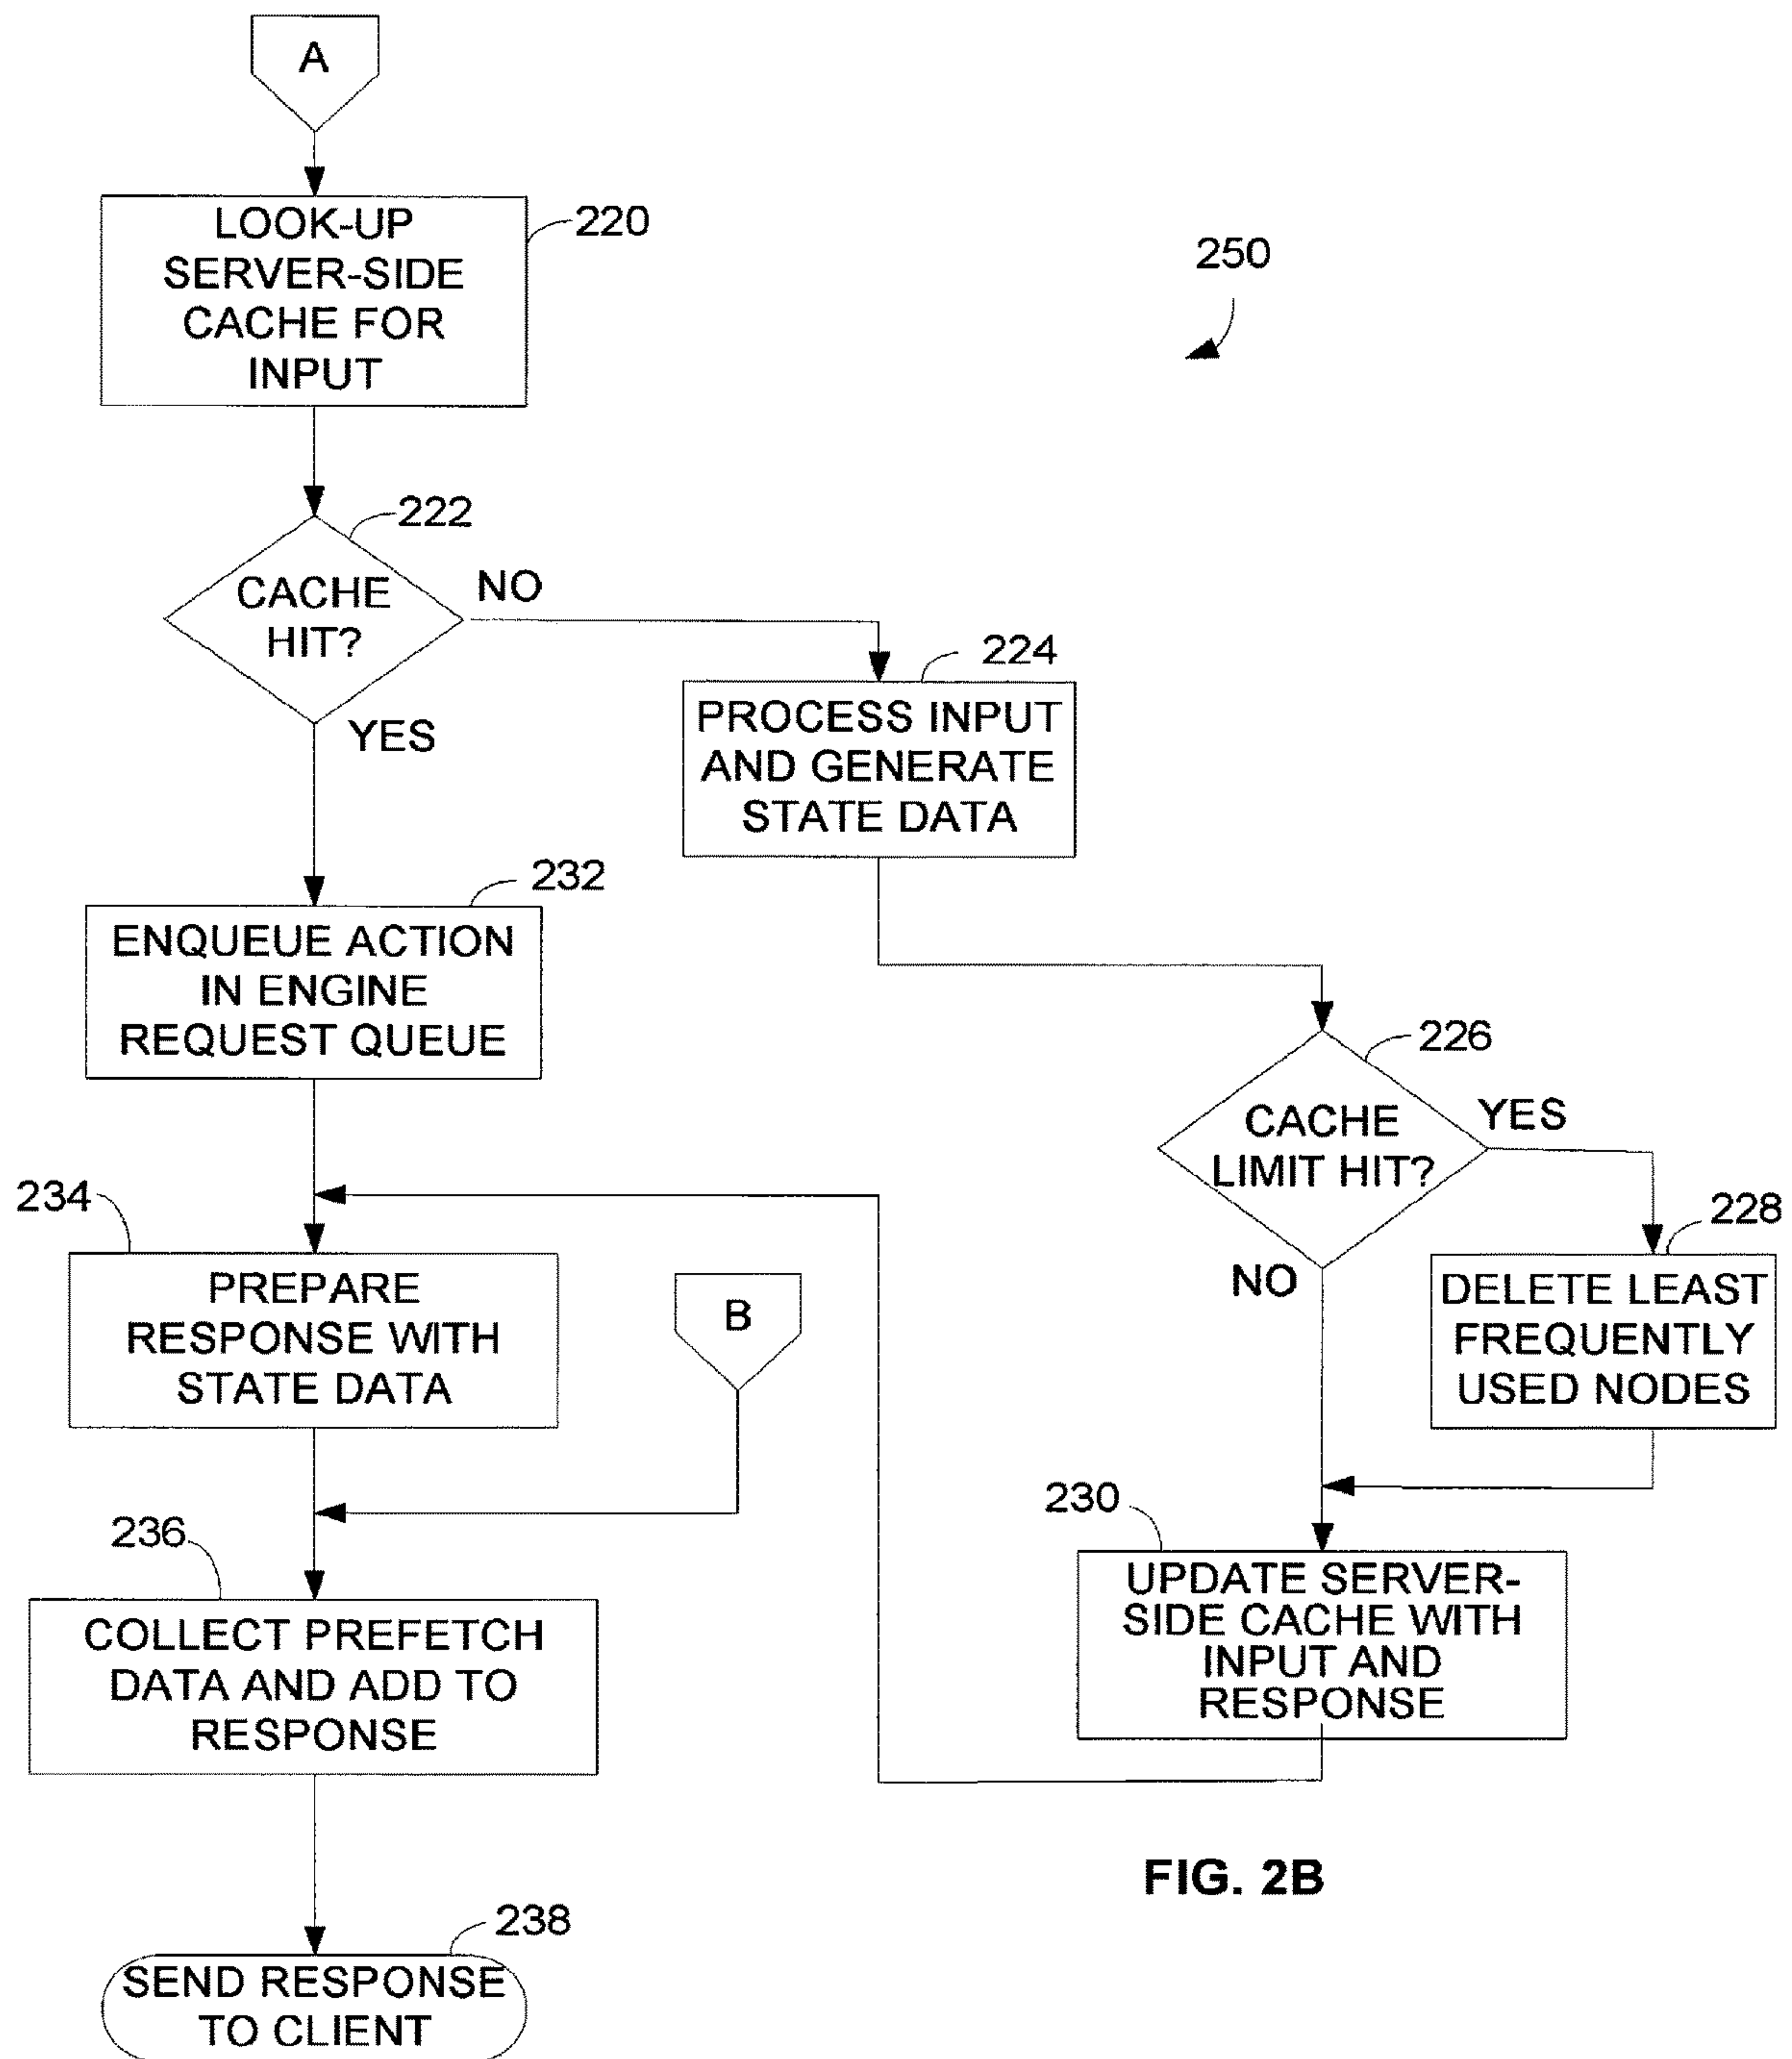 A
LOOK-UP
SERVER-SIDE
CACHE FOR
INPUT
220
250
222
CACHE
HIT?
NO
YES
224
PROCESS INPUT
AND GENERATE
STATE DATA
232
ENQUEUE ACTION
IN ENGINE
REQUEST QUEUE
226
CACHE
LIMIT HIT?
YES
NO
228
DELETE LEAST
FREQUENTLY
USED NODES
234
PREPARE
RESPONSE WITH
STATE DATA
B
230
UPDATE SERVER-
SIDE CACHE WITH
INPUT AND
RESPONSE
236
COLLECT PREFETCH
DATA AND ADD TO
RESPONSE
238
SEND RESPONSE
TO CLIENT
FIG. 2B